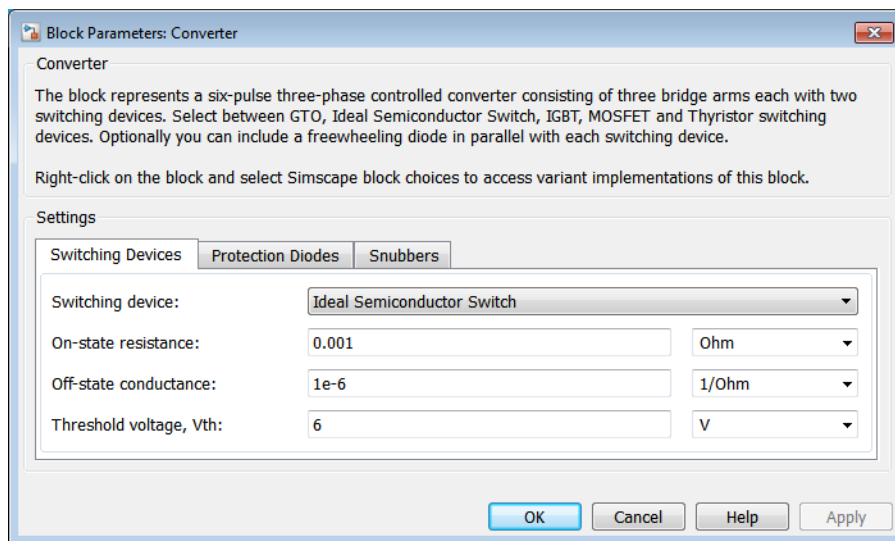 Block Parameters: Converter
Converter
The block represents a six-pulse three-phase controlled converter consisting of three bridge arms each with two
switching devices. Select between GTO, Ideal Semiconductor Switch, IGBT, MOSFET and Thyristor switching
devices. Optionally you can include a freewheeling diode in parallel with each switching device.
Right-click on the block and select Simscape block choices to access variant implementations of this block.
Settings
Switching Devices Protection Diodes Snubbers
Switching device: Ideal Semiconductor Switch
On-state resistance: 0.001 Ohm
Off-state conductance: 1e-6 1/Ohm
Threshold voltage, Vth: 6 V
OK Cancel Help Apply